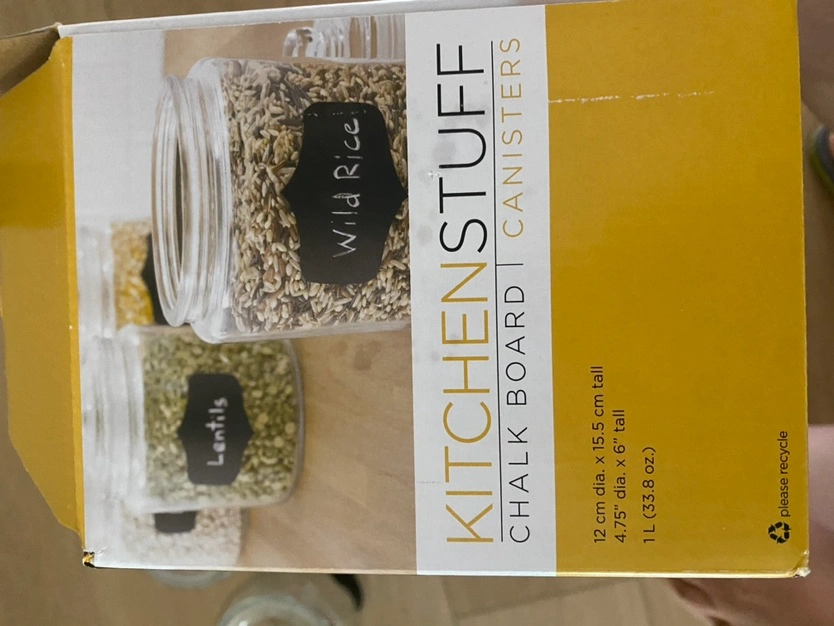 Wild Rice
Lentils
KITCHENSTUFF
CHALK BOARD | CANISTERS
12 cm dia. x 15.5 cm tall
4.75" dia. x 6" tall
1 L (33.8 oz.)
please recycle